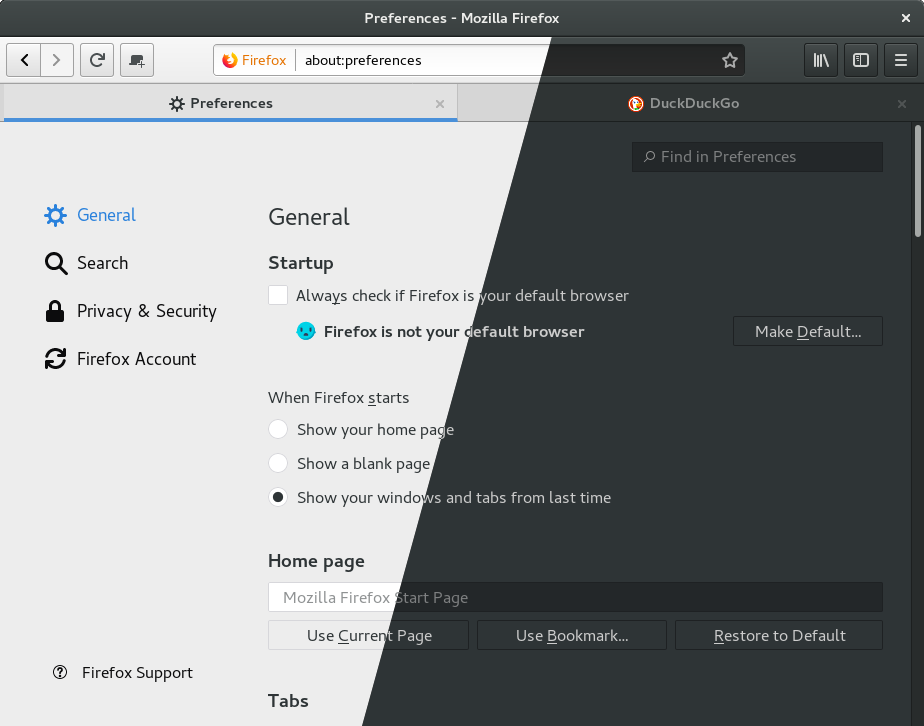 Preferences - Mozilla Firefox
Firefox about:preferences
Preferences
DuckDuckGo
Find in Preferences
General
Search
Privacy & Security
Firefox Account
Firefox Support
General
Startup
Always check if Firefox is your default browser
Firefox is not your default browser
Make Default...
When Firefox starts
Show your home page
Show a blank page
Show your windows and tabs from last time
Home page
Mozilla Firefox Start Page
Use Current Page
Use Bookmark...
Restore to Default
Tabs